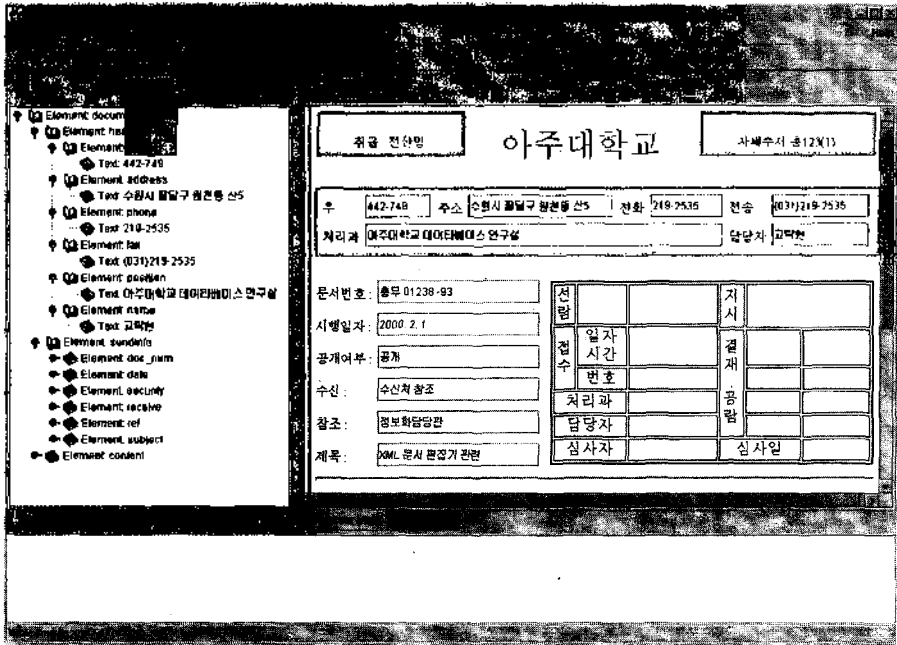 Element: docum
Element: hea
Element:
Text: 442-749
Element: address
Text: 수원시 팔달구 원천동 산5
Element: phone
Text: 219-2535
Element: fax
Text: (031)219-2535
Element: position
Text: 아주대학교 데이터베이스 연구실
Element: name
Text: 고탁현
Element: sendinfo
Element: doc_num
Element: date
Element: security
Element: receive
Element: ref
Element: subject
Element: content
취급 전산망
아주대학교
우 442-749 주소 수원시 팔달구 원천동 산5 전화 219-2535 전송 (031)219-2535
처리과 아주대학교 데이터베이스 연구실 담당자 고탁현
문서번호: 총무 01238-93
시행일자: 2000. 2. 1
공개여부: 공개
수신: 수신처 참조
참조: 정보화담당관
제목: XML 문서 편집기 관련
선람 지시
접수 일자 시간 결재·공람
번호
처리과
담당자
심사자 심사일